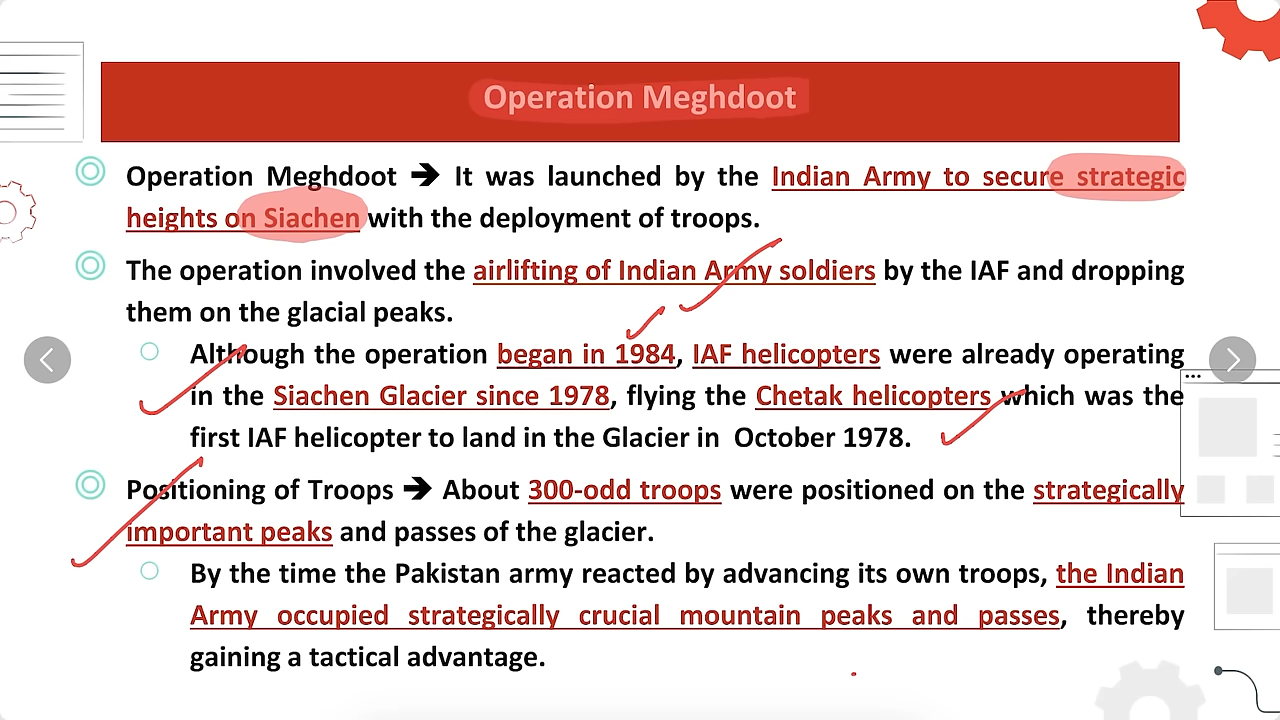 Operation Meghdoot
Operation Meghdoot ➔ It was launched by the Indian Army to secure strategic
heights on Siachen with the deployment of troops.
The operation involved the airlifting of Indian Army soldiers by the IAF and dropping
them on the glacial peaks.
Although the operation began in 1984, IAF helicopters were already operating
in the Siachen Glacier since 1978, flying the Chetak helicopters which was the
first IAF helicopter to land in the Glacier in October 1978.
Positioning of Troops ➔ About 300-odd troops were positioned on the strategically
important peaks and passes of the glacier.
By the time the Pakistan army reacted by advancing its own troops, the Indian
Army occupied strategically crucial mountain peaks and passes, thereby
gaining a tactical advantage.